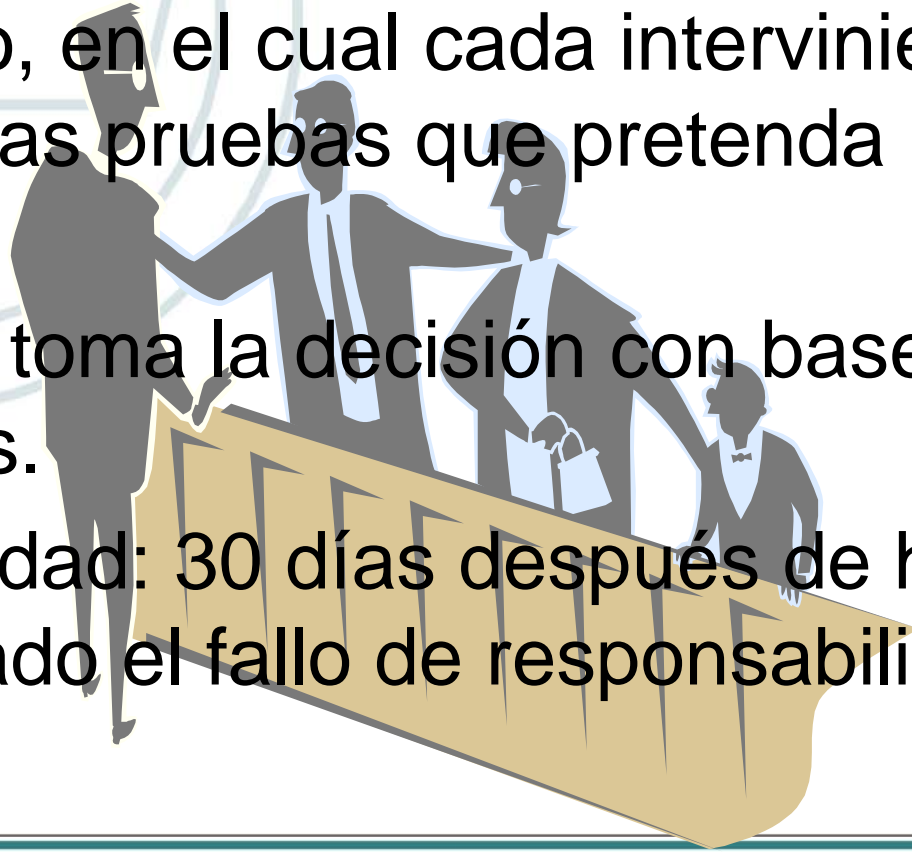 o, en el cual cada intervinie
as pruebas que pretenda
toma la decisión con base
s.
dad: 30 días después de h
ado el fallo de responsabili